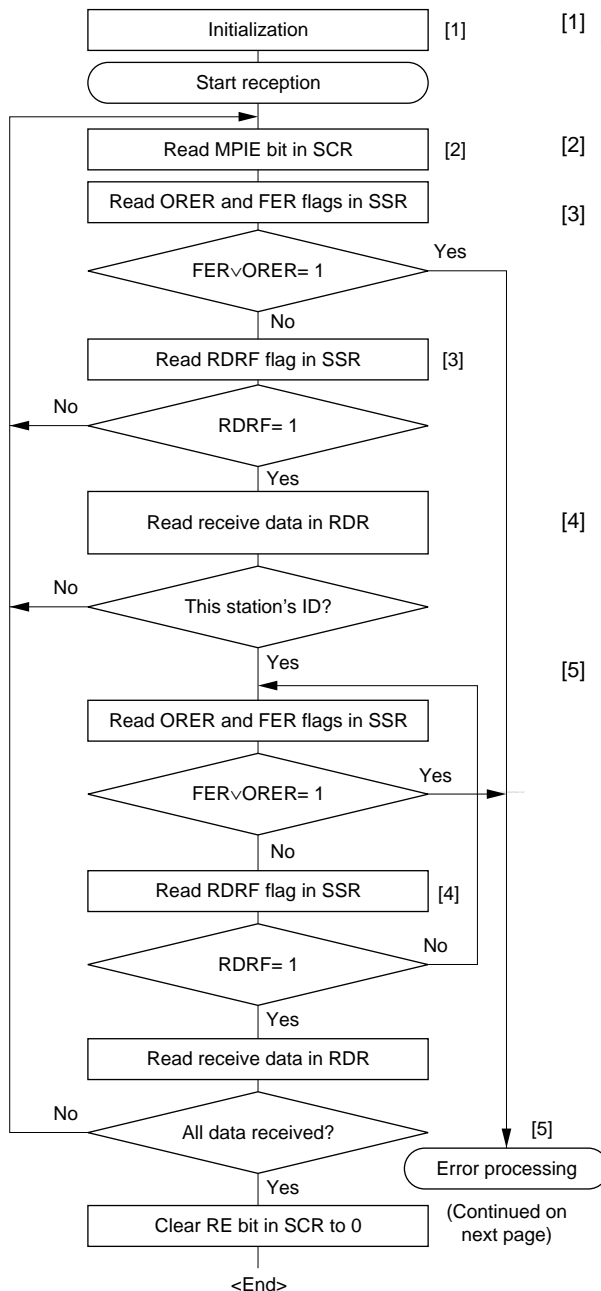 Initialization
[1]
[1]
Start reception
Read MPIE bit in SCR
[2]
[2]
Read ORER and FER flags in SSR
[3]
FER∨ORER= 1
Yes
No
Read RDRF flag in SSR
[3]
No
RDRF= 1
Yes
Read receive data in RDR
[4]
No
This station's ID?
Yes
[5]
Read ORER and FER flags in SSR
FER∨ORER= 1
Yes
No
Read RDRF flag in SSR
[4]
RDRF= 1
No
Yes
Read receive data in RDR
No
All data received?
[5]
Error processing
Yes
(Continued on
next page)
Clear RE bit in SCR to 0
<End>